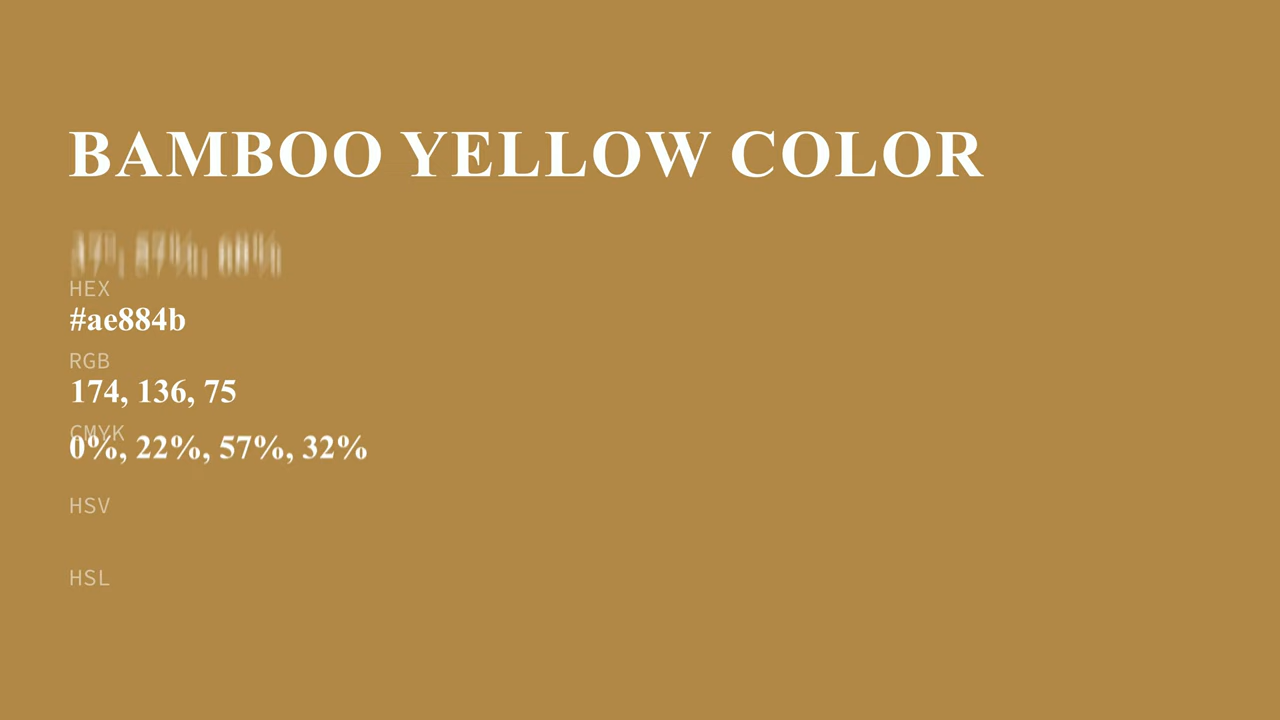 BAMBOO YELLOW COLOR
HEX
#ae884b
RGB
174, 136, 75
CMYK
0%, 22%, 57%, 32%
HSV
HSL